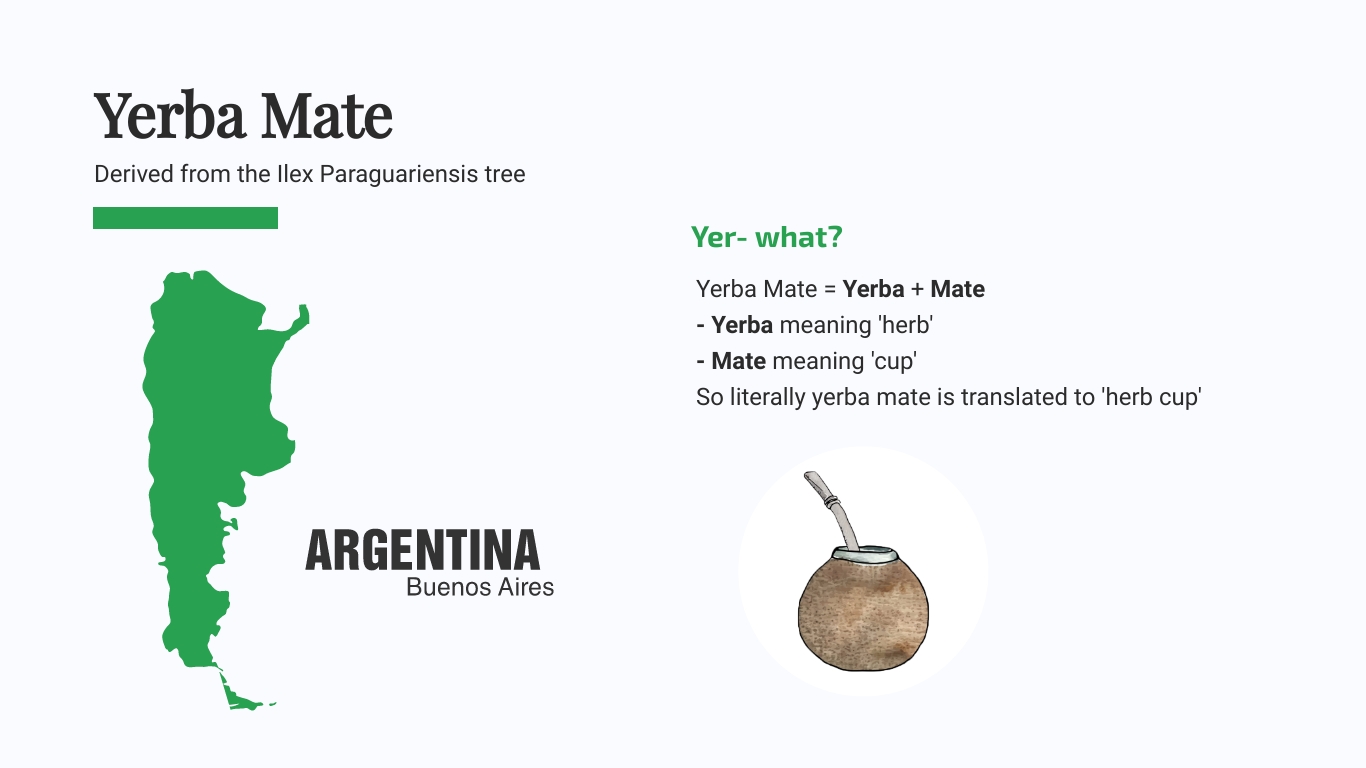 Yerba Mate
Derived from the Ilex Paraguariensis tree
ARGENTINA
Buenos Aires
Yer- what?
Yerba Mate = Yerba + Mate
- Yerba meaning 'herb'
- Mate meaning 'cup'
So literally yerba mate is translated to 'herb cup'